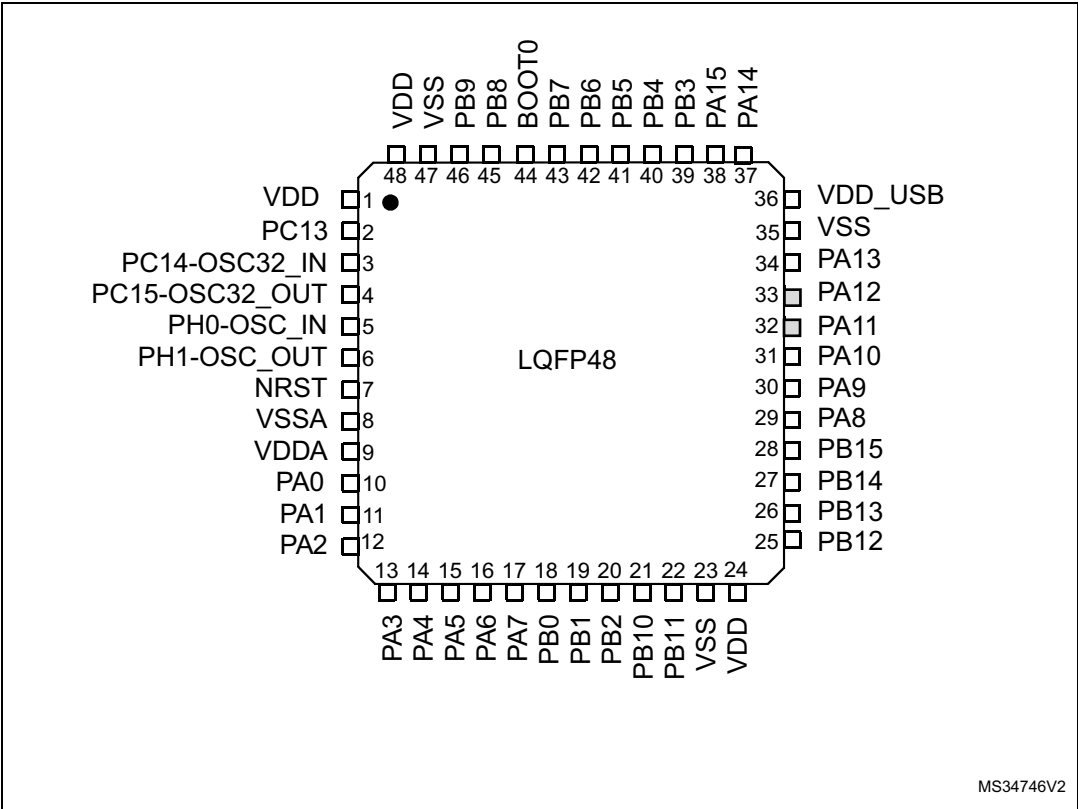 VDD
VSS
PB9
PB8
BOOT0
PB7
PB6
PB5
PB4
PB3
PA15
PA14
48 47 46 45 44 43 42 41 40 39 38 37
VDD 1
PC13 2
PC14-OSC32_IN 3
PC15-OSC32_OUT 4
PH0-OSC_IN 5
PH1-OSC_OUT 6
NRST 7
VSSA 8
VDDA 9
PA0 10
PA1 11
PA2 12
LQFP48
36 VDD_USB
35 VSS
34 PA13
33 PA12
32 PA11
31 PA10
30 PA9
29 PA8
28 PB15
27 PB14
26 PB13
25 PB12
13 14 15 16 17 18 19 20 21 22 23 24
PA3
PA4
PA5
PA6
PA7
PB0
PB1
PB2
PB10
PB11
VSS
VDD
MS34746V2